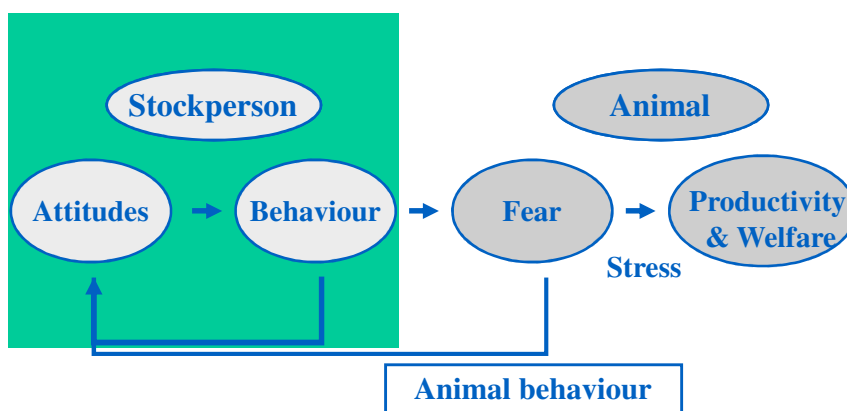 Stockperson
Animal
Attitudes
Behaviour
Fear
Productivity
& Welfare
Stress
Animal behaviour